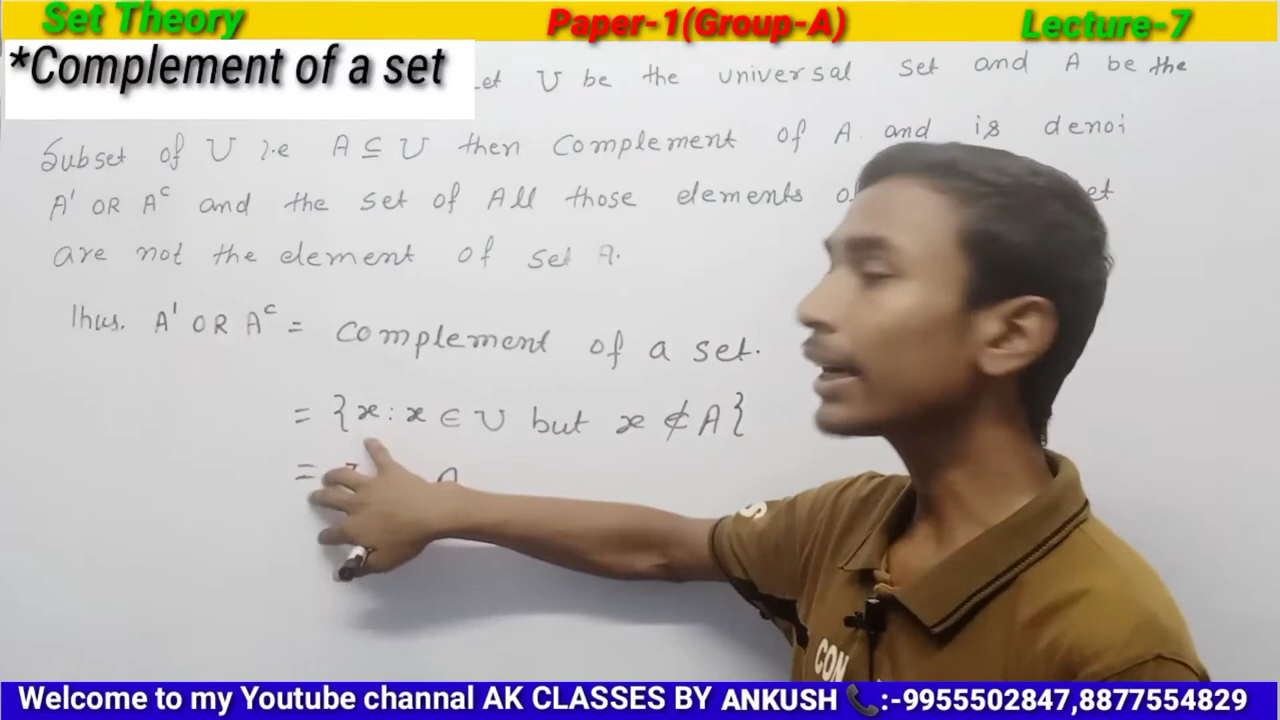 Set Theory Paper-1(Group-A) Lecture-7
*Complement of a set
Let U be the universal set and A be the
Subset of U i.e A ⊆ U then Complement of A and is denoi
A' OR Aᶜ and the set of All those elements
are not the element of set A.
Thus. A' OR Aᶜ = complement of a set.
= {x : x ∈ U but x ∉ A}
=
CON
Welcome to my Youtube channal AK CLASSES BY ANKUSH 📞:-9955502847,8877554829